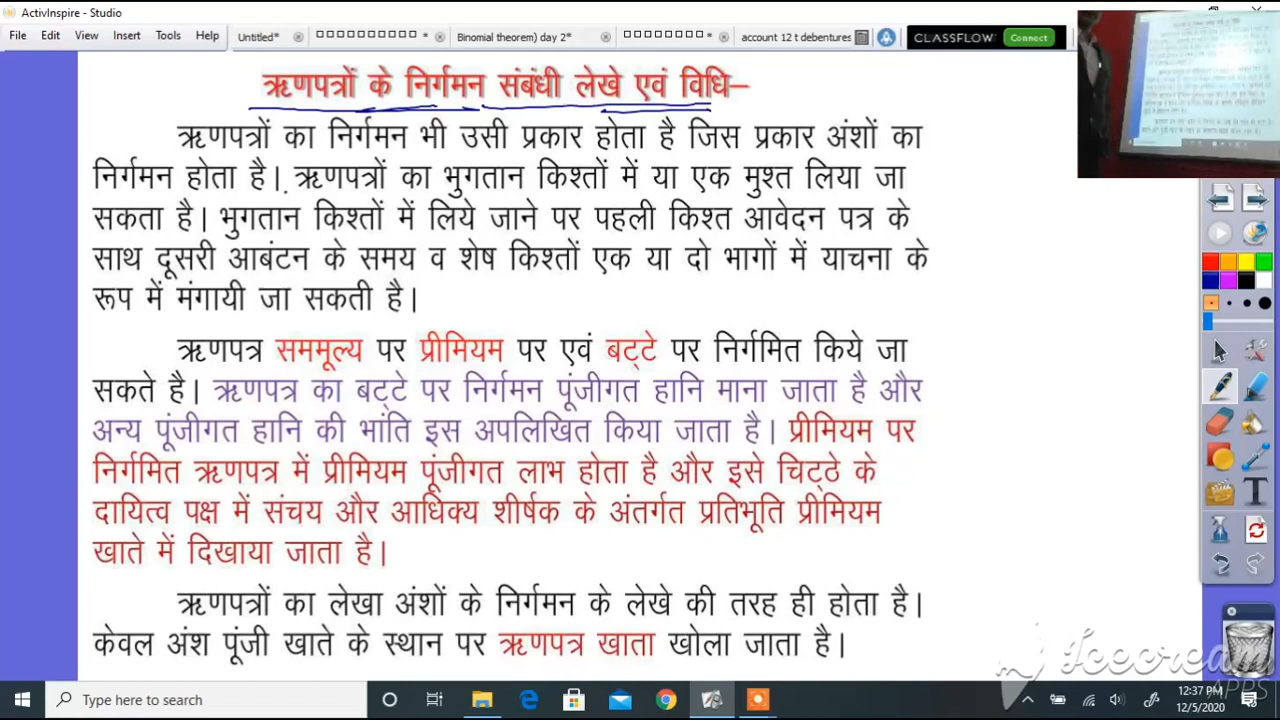 ActivInspire - Studio
File Edit View Insert Tools Help
Untitled* Binomial theorem) day 2* account 12 t debentures CLASSFLOW Connect
ऋणपत्रों के निर्गमन संबंधी लेखे एवं विधि–
ऋणपत्रों का निर्गमन भी उसी प्रकार होता है जिस प्रकार अंशों का
निर्गमन होता है। ऋणपत्रों का भुगतान किश्तों में या एक मुश्त लिया जा
सकता है। भुगतान किश्तों में लिये जाने पर पहली किश्त आवेदन पत्र के
साथ दूसरी आबंटन के समय व शेष किश्तों एक या दो भागों में याचना के
रूप में मंगायी जा सकती है।
ऋणपत्र सममूल्य पर प्रीमियम पर एवं बट्टे पर निर्गमित किये जा
सकते है। ऋणपत्र का बट्टे पर निर्गमन पूंजीगत हानि माना जाता है और
अन्य पूंजीगत हानि की भांति इस अपलिखित किया जाता है। प्रीमियम पर
निर्गमित ऋणपत्र में प्रीमियम पूंजीगत लाभ होता है और इसे चिट्ठे के
दायित्व पक्ष में संचय और आधिक्य शीर्षक के अंतर्गत प्रतिभूति प्रीमियम
खाते में दिखाया जाता है।
ऋणपत्रों का लेखा अंशों के निर्गमन के लेखे की तरह ही होता है।
केवल अंश पूंजी खाते के स्थान पर ऋणपत्र खाता खोला जाता है।
Icecream
APPS
Type here to search
12:37 PM
12/5/2020